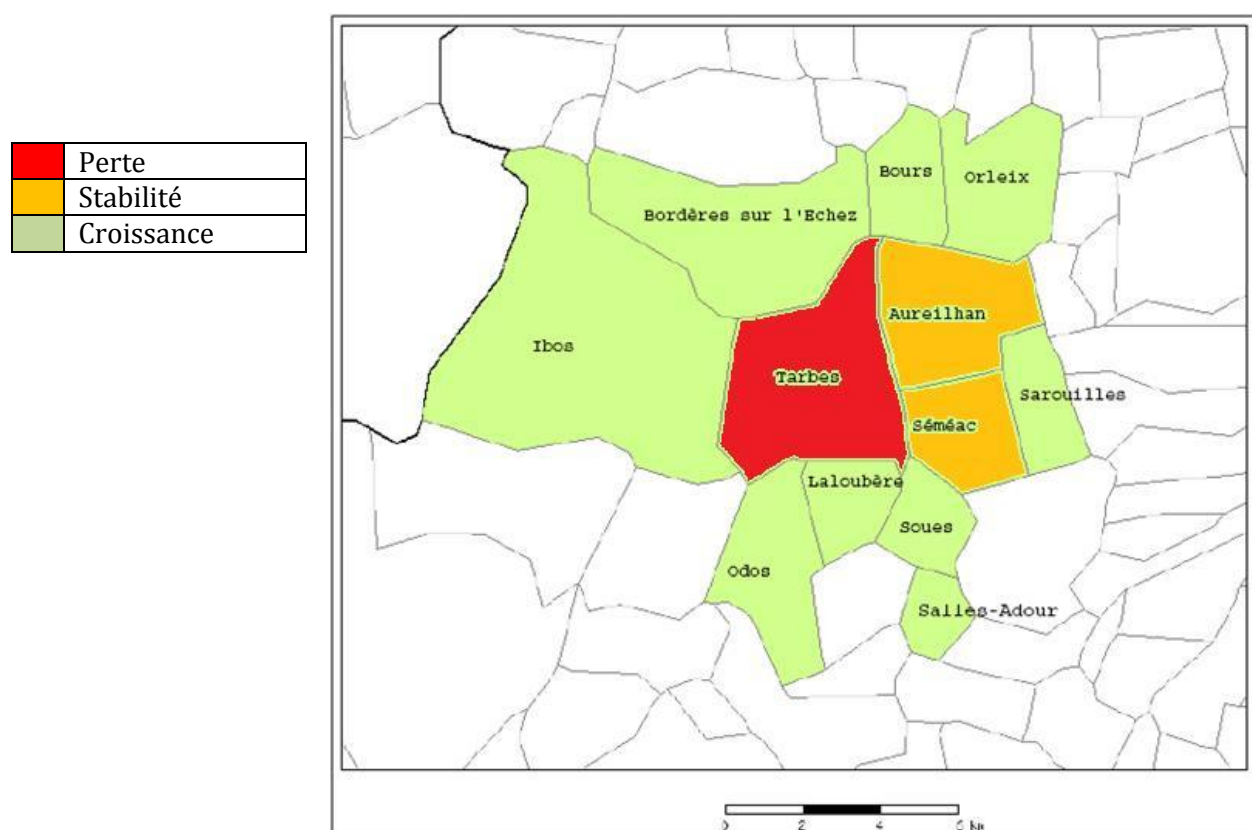 Perte
Stabilité
Croissance
Bours
Orleix
Bordères sur l'Echez
Aureilhan
Ibos
Tarbes
Sarouilles
Séméac
Laloubère
Soues
Odos
Salles-Adour
0 2 4 6 km